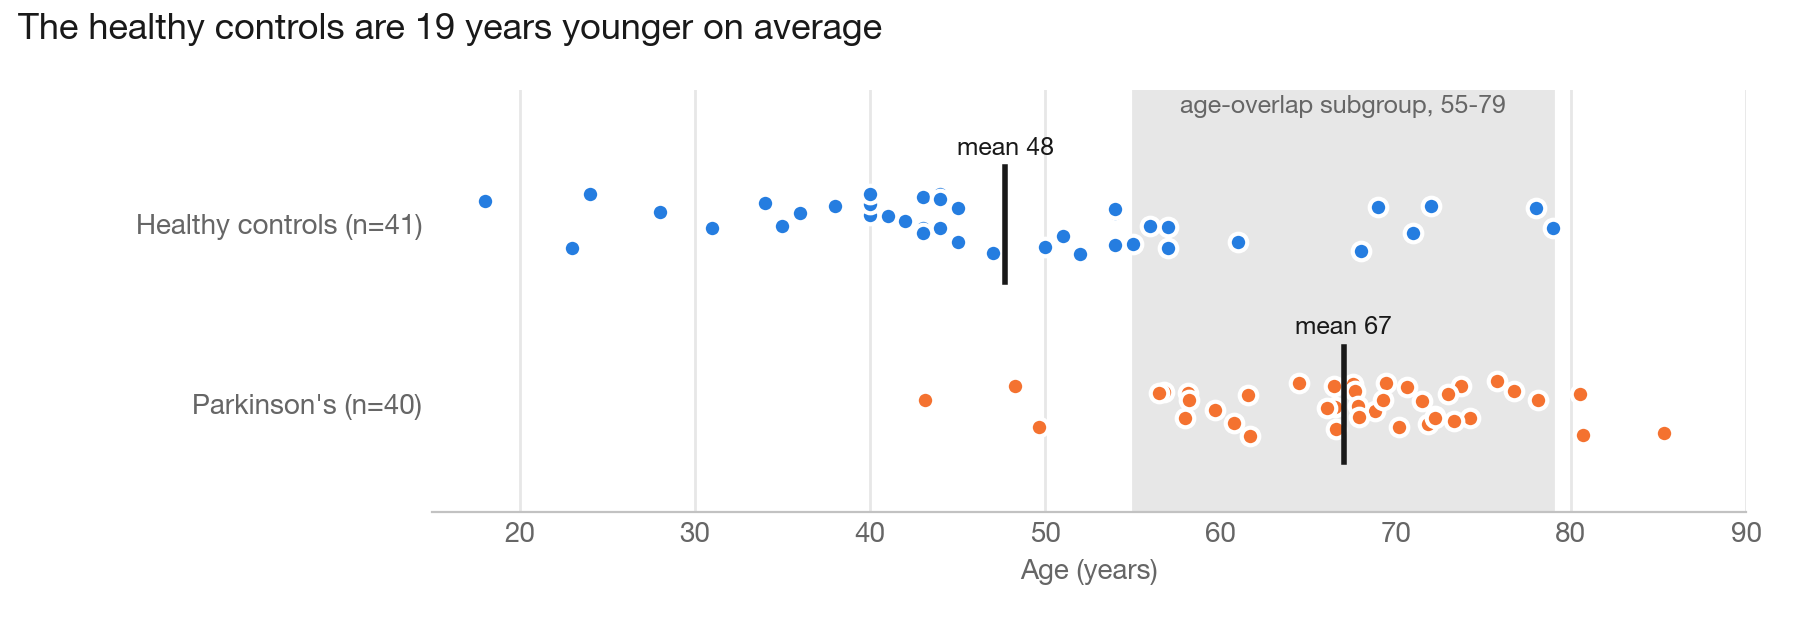 The healthy controls are 19 years younger on average
age-overlap subgroup, 55-79
mean 48
Healthy controls (n=41)
mean 67
Parkinson's (n=40)
20 30 40 50 60 70 80 90
Age (years)